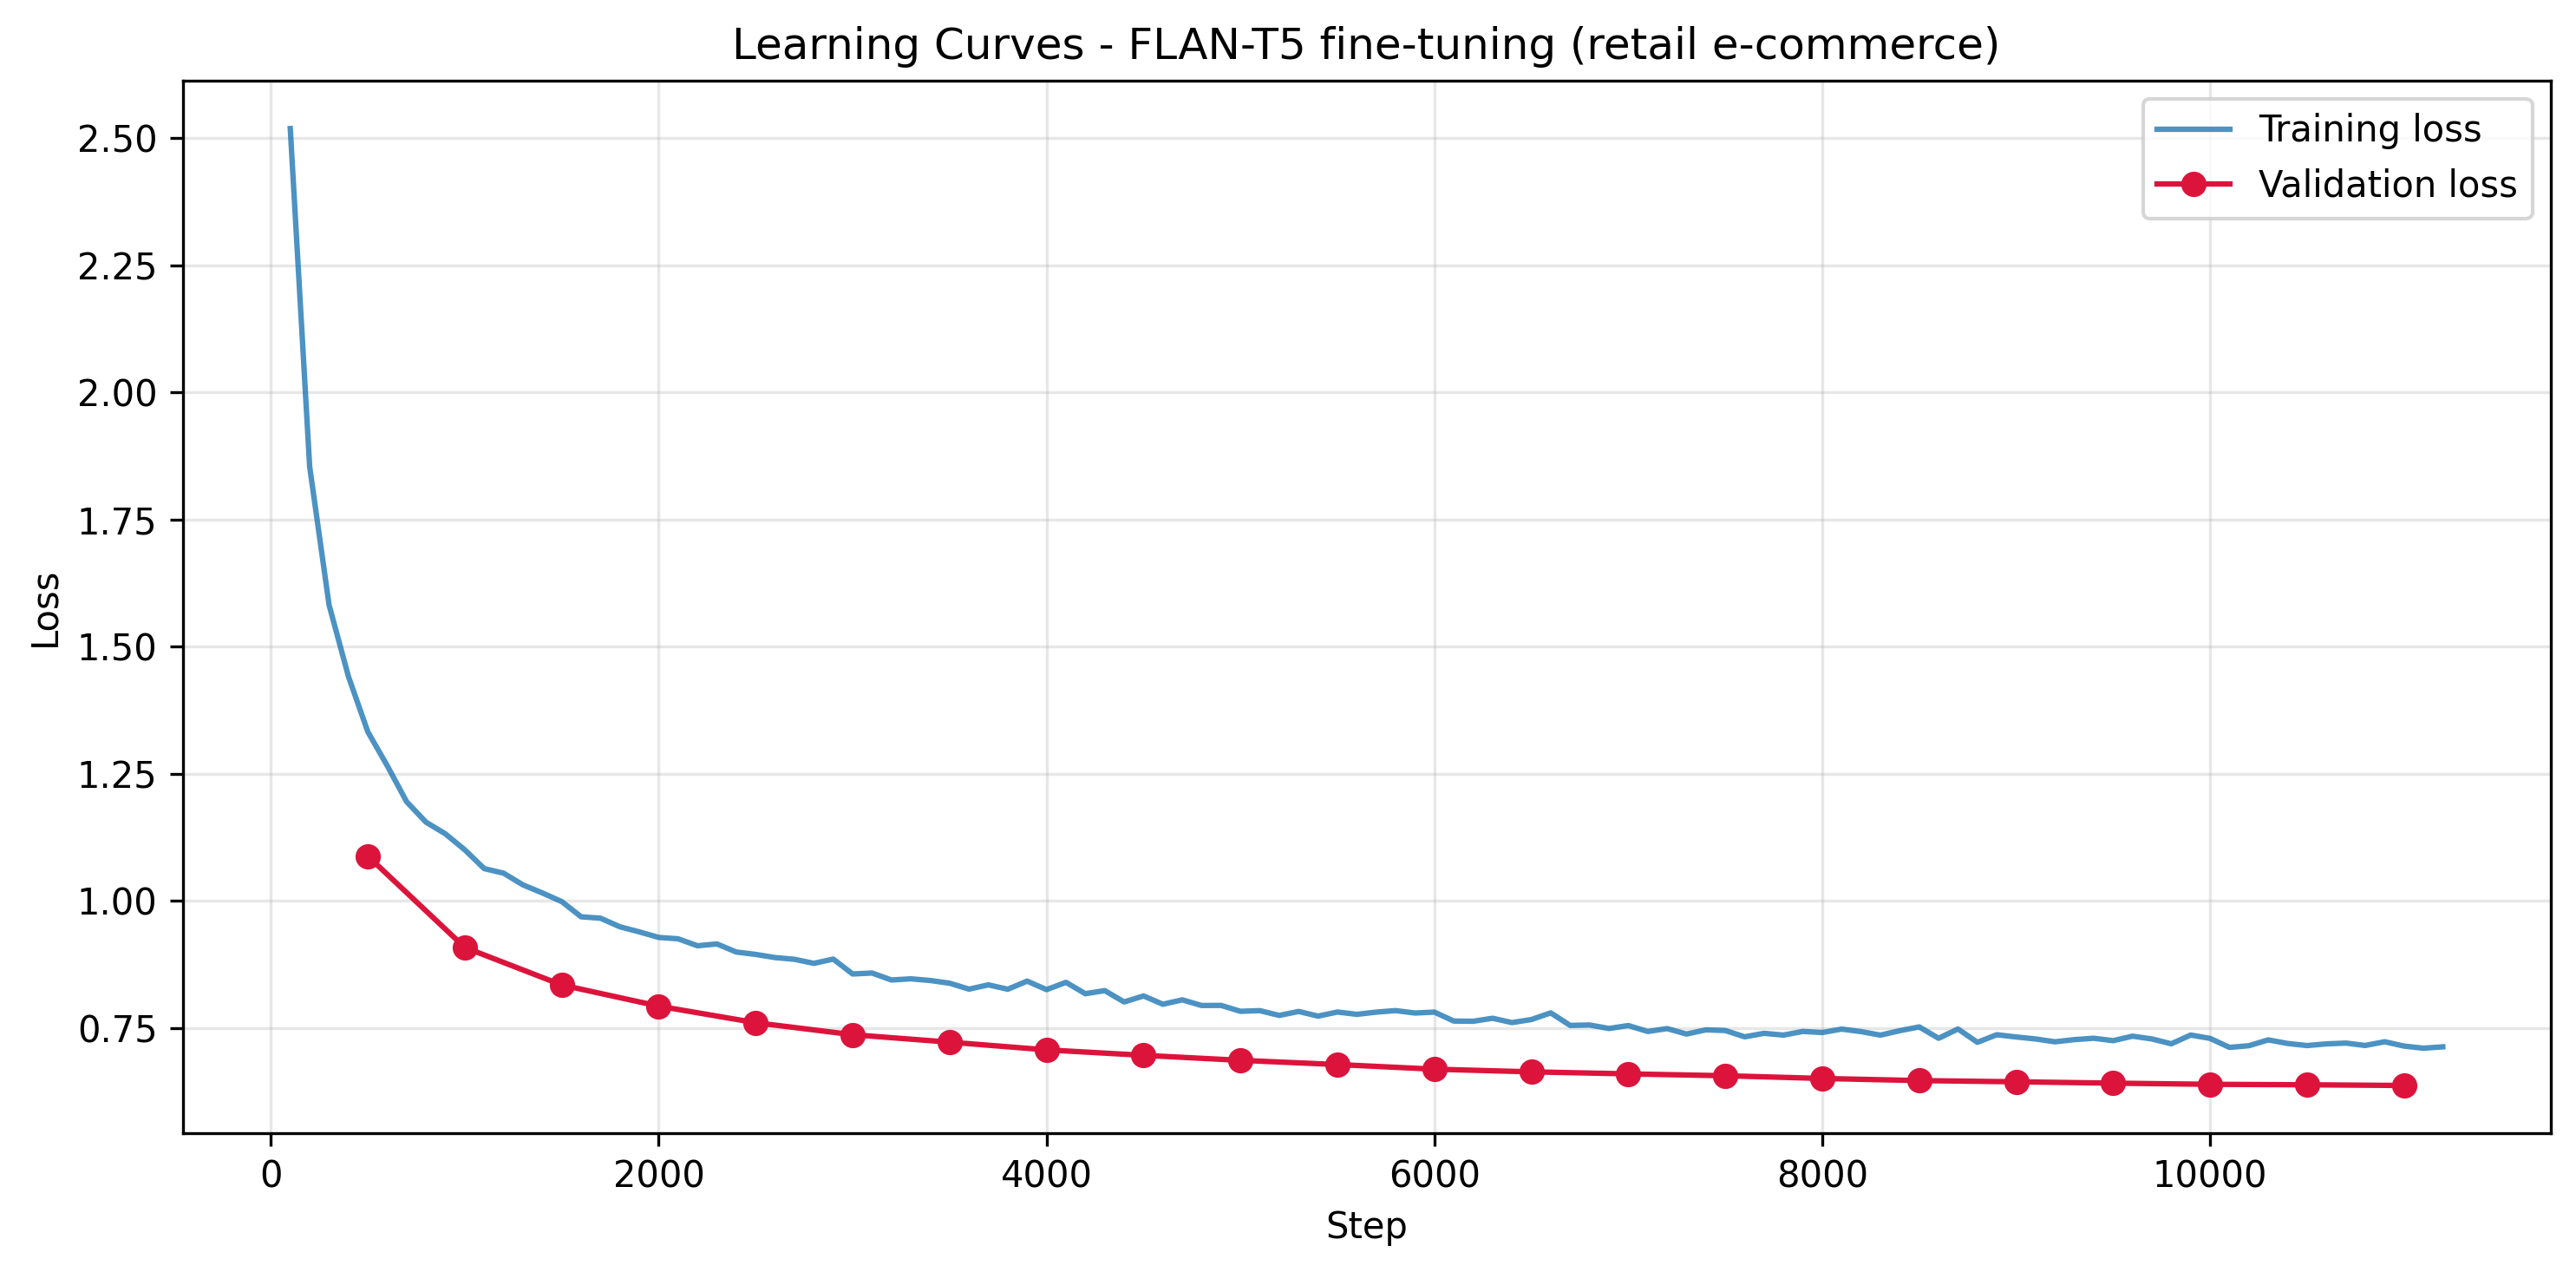 Learning Curves - FLAN-T5 fine-tuning (retail e-commerce)
Training loss
Validation loss
2.50
2.25
2.00
1.75
1.50
1.25
1.00
0.75
Loss
0 2000 4000 6000 8000 10000
Step